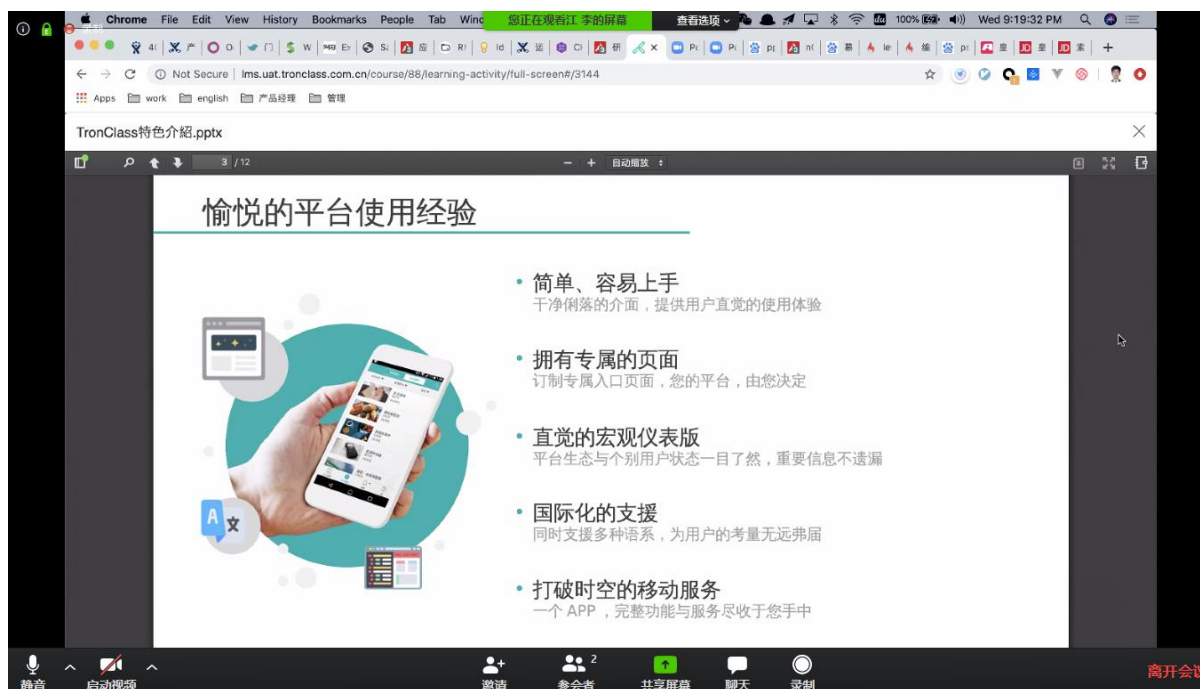 Chrome File Edit View History Bookmarks People Tab
您正在观看江 李的屏幕
查看选项
100%
Wed 9:19:32 PM
Not Secure | lms.uat.tronclass.com.cn/course/88/learning-activity/full-screen#/3144
Apps work english 产品经理 管理
TronClass特色介紹.pptx
3 / 12
自动缩放
愉悦的平台使用经验
• 简单、容易上手
干净俐落的介面，提供用户直觉的使用体验
• 拥有专属的页面
订制专属入口页面，您的平台，由您决定
• 直觉的宏观仪表版
平台生态与个别用户状态一目了然，重要信息不遗漏
• 国际化的支援
同时支援多种语系，为用户的考量无远弗届
• 打破时空的移动服务
一个 APP ，完整功能与服务尽收于您手中
A 文
2
静音 启动视频 邀请 参会者 共享屏幕 聊天 录制
离开会议